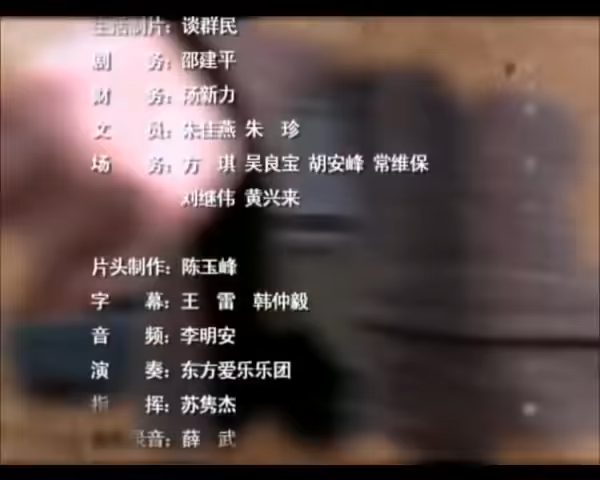 生活制片：谈群民
剧　务：邵建平
财　务：汤新力
文　员：朱佳燕 朱　珍
场　务：方　琪 吴良宝 胡安峰 常维保
刘继伟 黄兴来
片头制作：陈玉峰
字　幕：王　雷 韩仲毅
音　频：李明安
演　奏：东方爱乐乐团
指　挥：苏隽杰
录音：薛　武